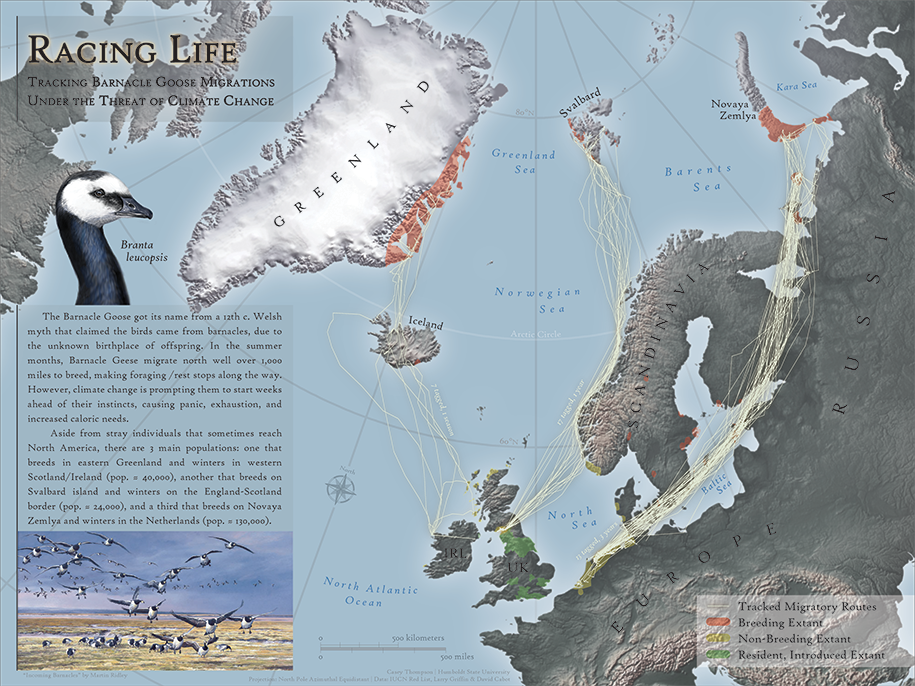 RACING LIFE
TRACKING BARNACLE GOOSE MIGRATIONS
UNDER THE THREAT OF CLIMATE CHANGE
Branta
leucopsis
The Barnacle Goose got its name from a 12th c. Welsh
myth that claimed the birds came from barnacles, due to
the unknown birthplace of offspring. In the summer
months, Barnacle Geese migrate north well over 1,000
miles to breed, making foraging /rest stops along the way.
However, climate change is prompting them to start weeks
ahead of their instincts, causing panic, exhaustion, and
increased caloric needs.
Aside from stray individuals that sometimes reach
North America, there are 3 main populations: one that
breeds in eastern Greenland and winters in western
Scotland/Ireland (pop. = 40,000), another that breeds on
Svalbard island and winters on the England-Scotland
border (pop. = 24,000), and a third that breeds on Novaya
Zemlya and winters in the Netherlands (pop. = 130,000).
"Incoming Barnacles" by Martin Ridley
GREENLAND
Svalbard
80°N
Novaya
Zemlya
Kara Sea
Greenland
Sea
Barents
Sea
Norwegian
Sea
Arctic Circle
Iceland
SCANDINAVIA
RUSSIA
60°N
North
North
Sea
Baltic
Sea
IRL
UK
EUROPE
North Atlantic
Ocean
0 500 kilometers
0 500 miles
Tracked Migratory Routes
Breeding Extant
Non-Breeding Extant
Resident, Introduced Extant
Casey Thompson | Humboldt State University
Projection: North Pole Azimuthal Equidistant | Data: IUCN Red List, Larry Griffin & David Cabot